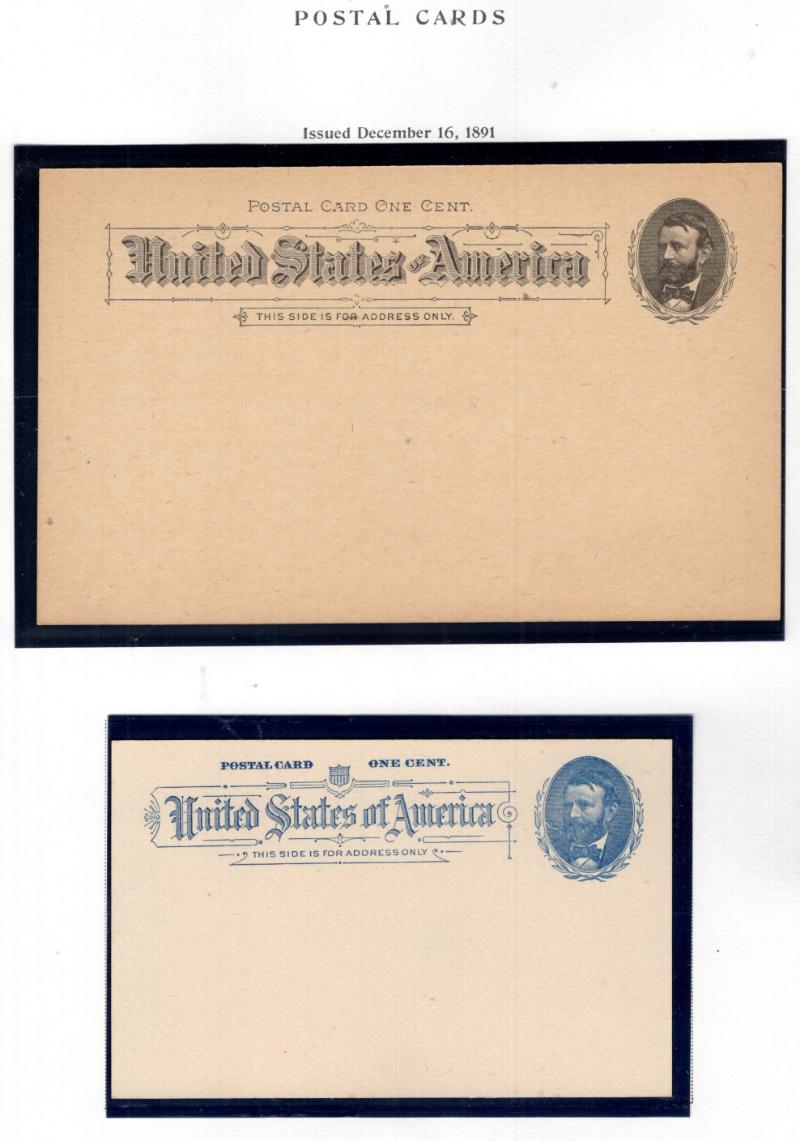 POSTAL CARDS
Issued December 16, 1891
POSTAL CARD ONE CENT.
United States of America
THIS SIDE IS FOR ADDRESS ONLY.
POSTAL CARD ONE CENT.
United States of America
THIS SIDE IS FOR ADDRESS ONLY